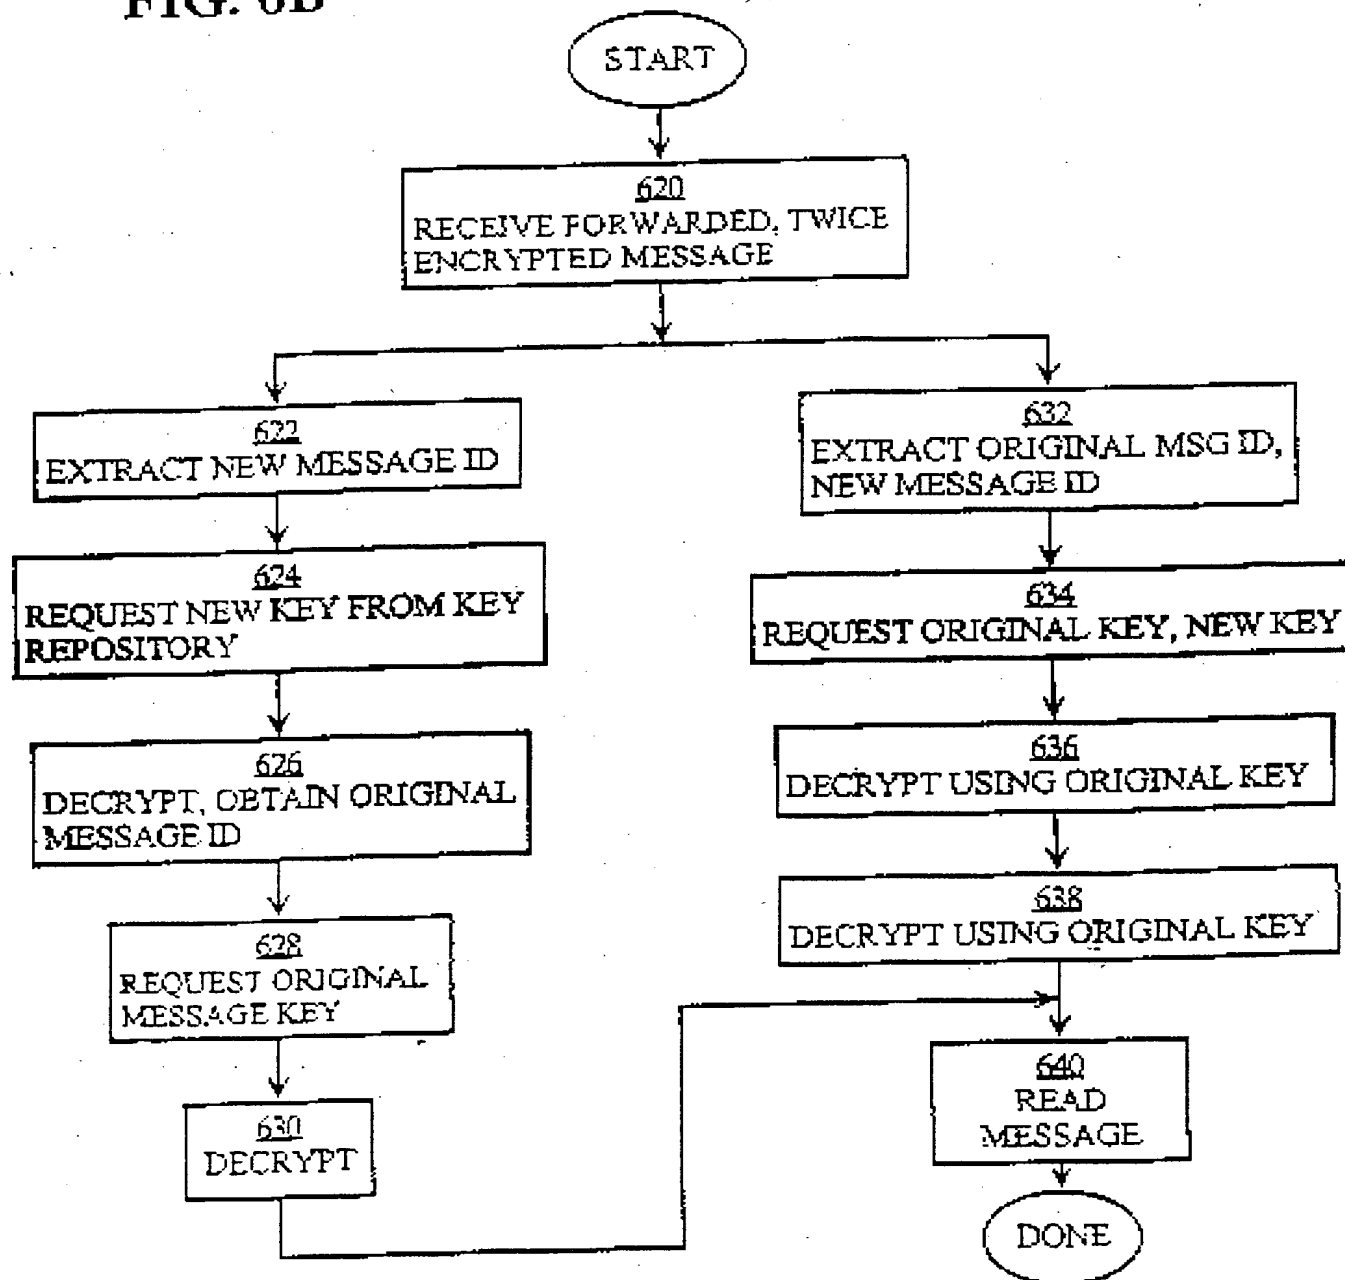 FIG. 6B
START
620
RECEIVE FORWARDED, TWICE
ENCRYPTED MESSAGE
622
EXTRACT NEW MESSAGE ID
624
REQUEST NEW KEY FROM KEY
REPOSITORY
626
DECRYPT, OBTAIN ORIGINAL
MESSAGE ID
628
REQUEST ORIGINAL
MESSAGE KEY
630
DECRYPT
632
EXTRACT ORIGINAL MSG ID,
NEW MESSAGE ID
634
REQUEST ORIGINAL KEY, NEW KEY
636
DECRYPT USING ORIGINAL KEY
638
DECRYPT USING ORIGINAL KEY
640
READ
MESSAGE
DONE